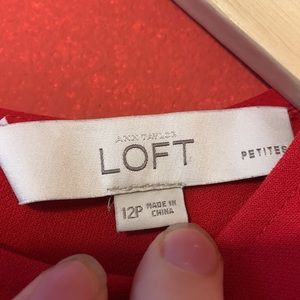 ANN TAYLOR
LOFT
PETITES
12P
MADE IN
CHINA